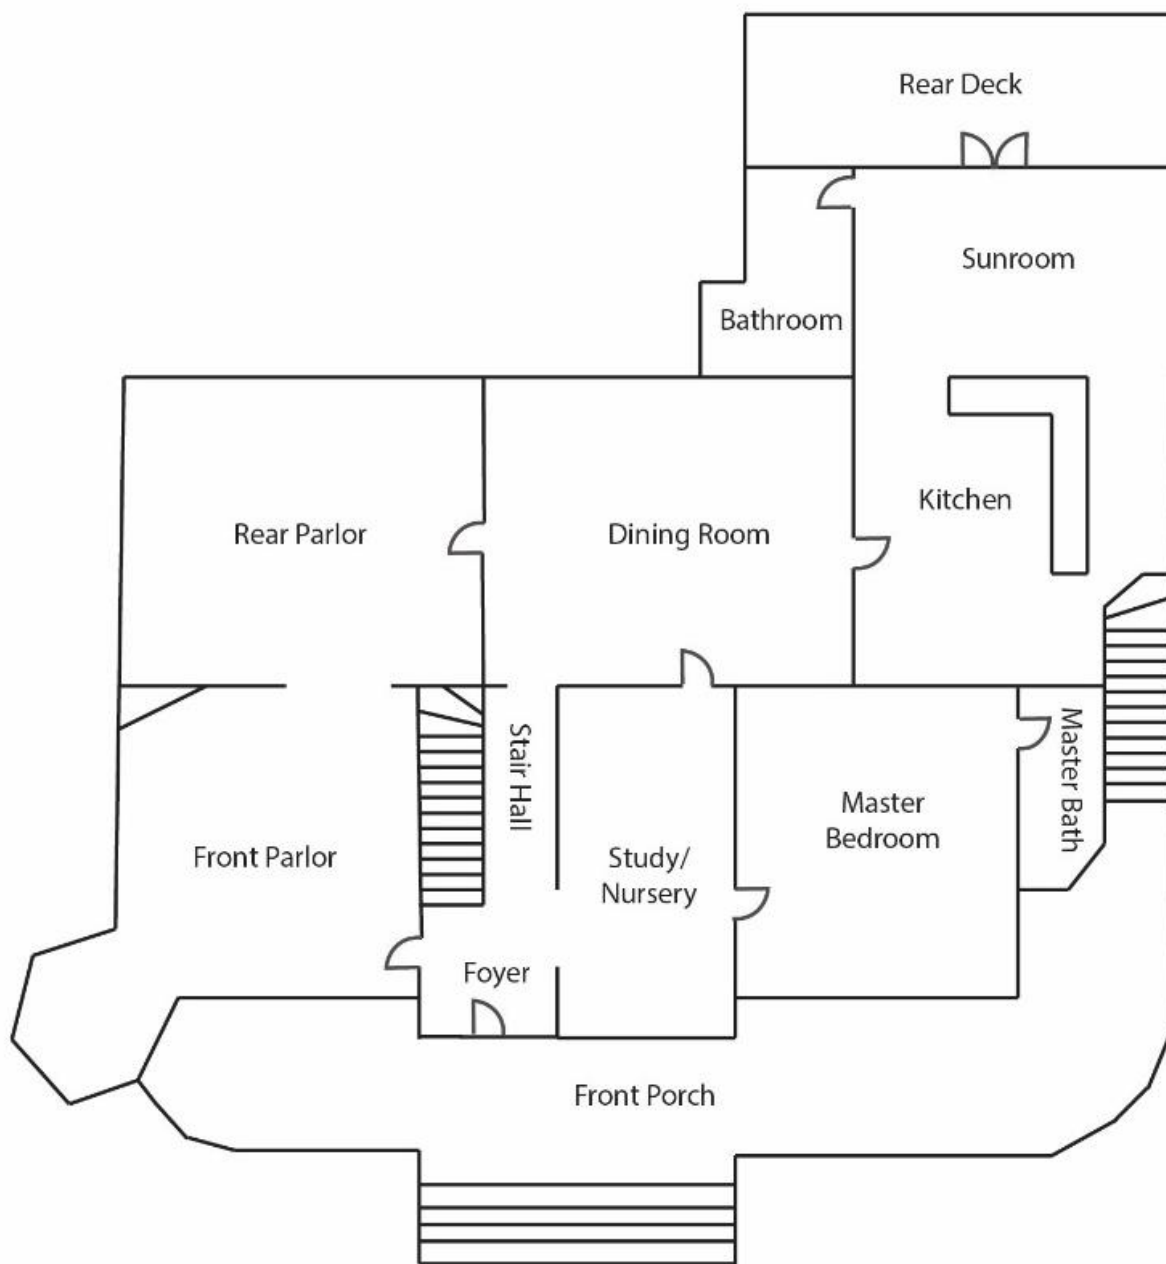 Rear Deck
Sunroom
Bathroom
Kitchen
Rear Parlor
Dining Room
Stair Hall
Master Bath
Master
Bedroom
Front Parlor
Study/
Nursery
Foyer
Front Porch